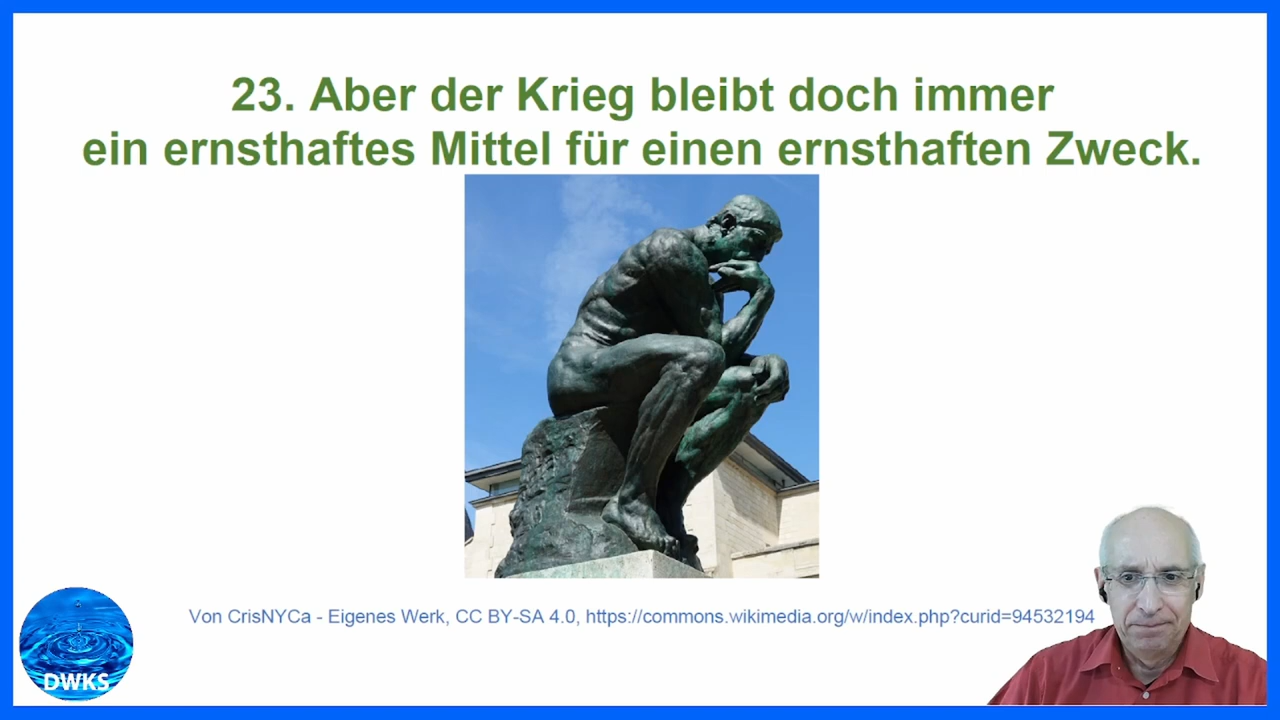 23. Aber der Krieg bleibt doch immer
ein ernsthaftes Mittel für einen ernsthaften Zweck.
Von CrisNYCa - Eigenes Werk, CC BY-SA 4.0, https://commons.wikimedia.org/w/index.php?curid=94532194
DWKS